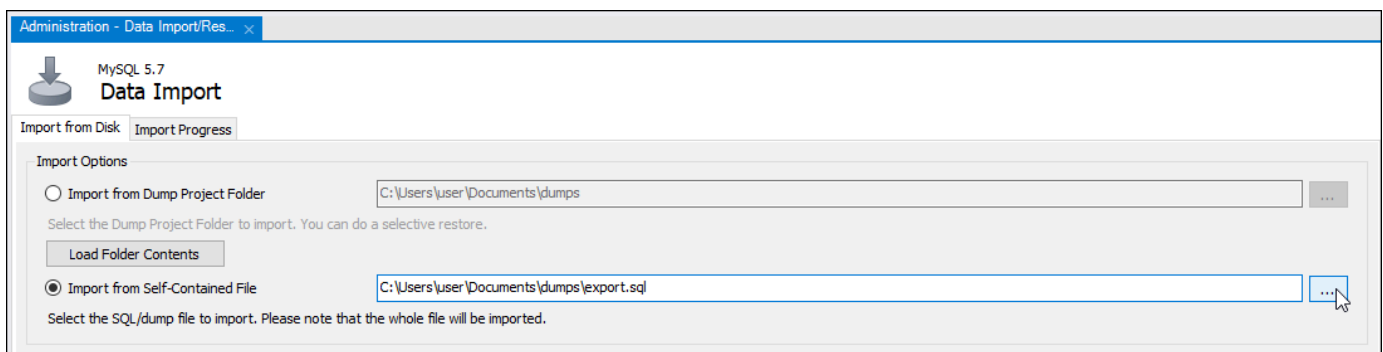 Administration - Data Import/Res... ×
MySQL 5.7
Data Import
Import from Disk Import Progress
Import Options
Import from Dump Project Folder C:\Users\user\Documents\dumps ...
Select the Dump Project Folder to import. You can do a selective restore.
Load Folder Contents
Import from Self-Contained File C:\Users\user\Documents\dumps\export.sql ...
Select the SQL/dump file to import. Please note that the whole file will be imported.